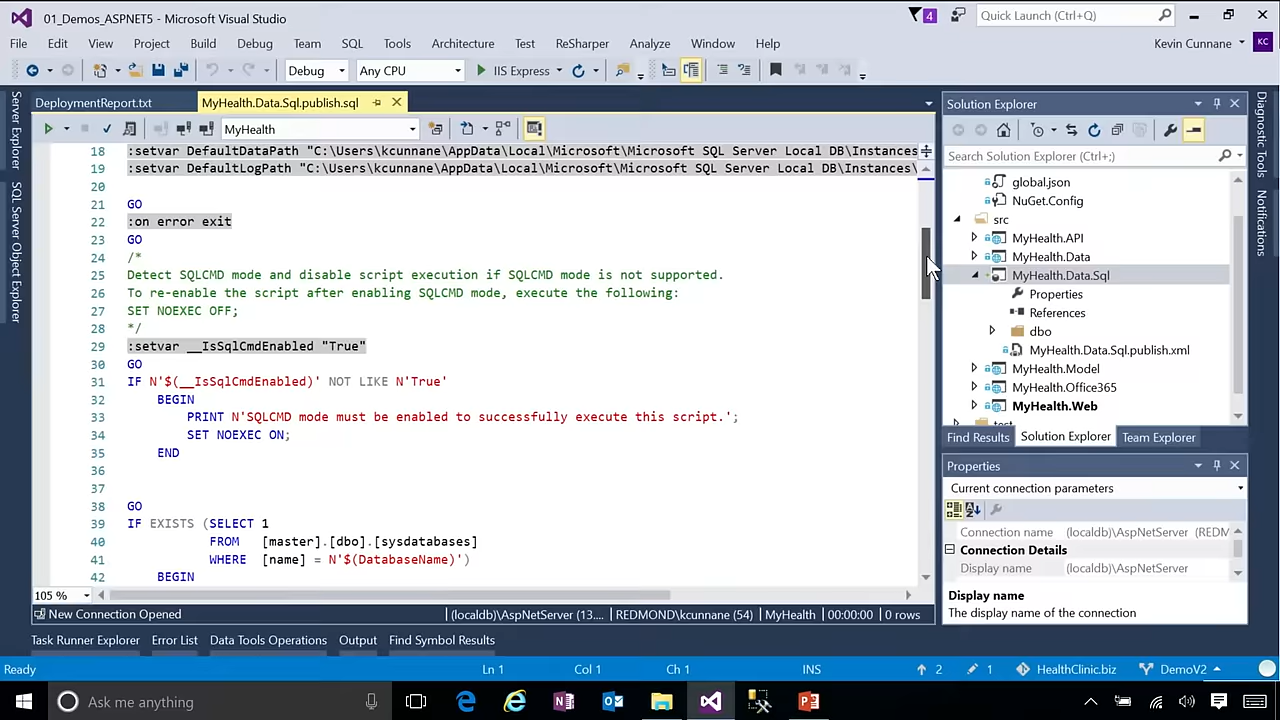 01_Demos_ASPNET5 - Microsoft Visual Studio
4
Quick Launch (Ctrl+Q)
File Edit View Project Build Debug Team SQL Tools Architecture Test ReSharper Analyze Window Help
Kevin Cunnane KC
Debug Any CPU IIS Express
Server Explorer
SQL Server Object Explorer
DeploymentReport.txt MyHealth.Data.Sql.publish.sql
MyHealth
18 :setvar DefaultDataPath "C:\Users\kcunnane\AppData\Local\Microsoft\Microsoft SQL Server Local DB\Instances
19 :setvar DefaultLogPath "C:\Users\kcunnane\AppData\Local\Microsoft\Microsoft SQL Server Local DB\Instances\
20
21 GO
22 :on error exit
23 GO
24 /*
25 Detect SQLCMD mode and disable script execution if SQLCMD mode is not supported.
26 To re-enable the script after enabling SQLCMD mode, execute the following:
27 SET NOEXEC OFF;
28 */
29 :setvar __IsSqlCmdEnabled "True"
30 GO
31 IF N'$(__IsSqlCmdEnabled)' NOT LIKE N'True'
32 BEGIN
33 PRINT N'SQLCMD mode must be enabled to successfully execute this script.';
34 SET NOEXEC ON;
35 END
36
37
38 GO
39 IF EXISTS (SELECT 1
40 FROM [master].[dbo].[sysdatabases]
41 WHERE [name] = N'$(DatabaseName)')
42 BEGIN
105 %
New Connection Opened (localdb)\AspNetServer (13.... REDMOND\kcunnane (54) MyHealth 00:00:00 0 rows
Solution Explorer
Search Solution Explorer (Ctrl+;)
global.json
NuGet.Config
src
MyHealth.API
MyHealth.Data
MyHealth.Data.Sql
Properties
References
dbo
MyHealth.Data.Sql.publish.xml
MyHealth.Model
MyHealth.Office365
MyHealth.Web
test
Find Results Solution Explorer Team Explorer
Properties
Current connection parameters
Connection name (localdb)\AspNetServer (REDM
Connection Details
Display name (localdb)\AspNetServer
Display name
The display name of the connection
Diagnostic Tools
Notifications
Task Runner Explorer Error List Data Tools Operations Output Find Symbol Results
Ready Ln 1 Col 1 Ch 1 INS 2 1 HealthClinic.biz DemoV2
Ask me anything